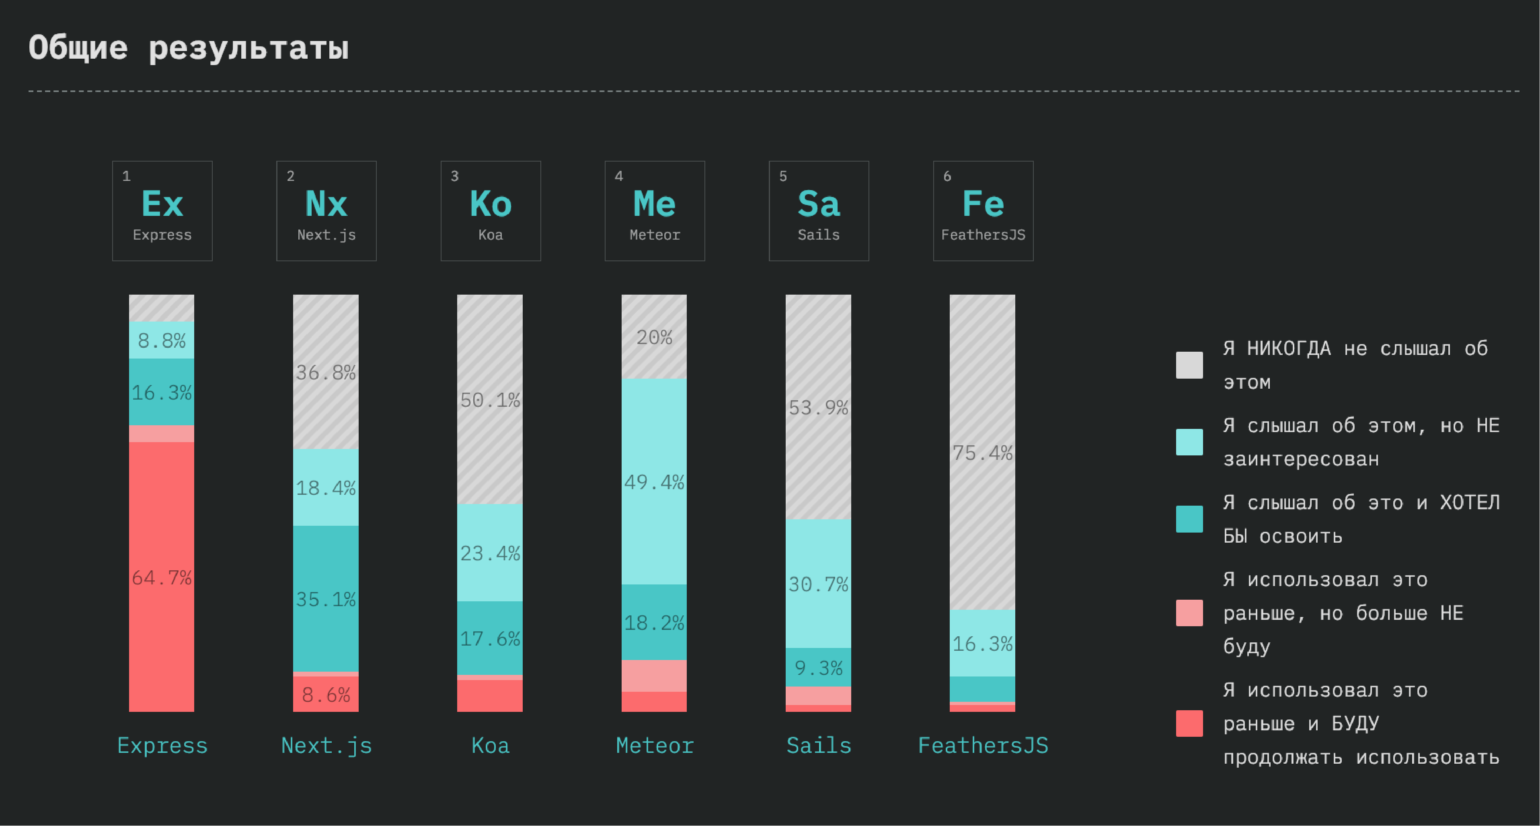 Общие результаты
1
Ex
Express
2
Nx
Next.js
3
Ko
Koa
4
Me
Meteor
5
Sa
Sails
6
Fe
FeathersJS
8.8%
16.3%
64.7%
Express
36.8%
18.4%
35.1%
8.6%
Next.js
50.1%
23.4%
17.6%
Koa
20%
49.4%
18.2%
Meteor
53.9%
30.7%
9.3%
Sails
75.4%
16.3%
FeathersJS
Я НИКОГДА не слышал об
этом
Я слышал об этом, но НЕ
заинтересован
Я слышал об это и ХОТЕЛ
БЫ освоить
Я использовал это
раньше, но больше НЕ
буду
Я использовал это
раньше и БУДУ
продолжать использовать